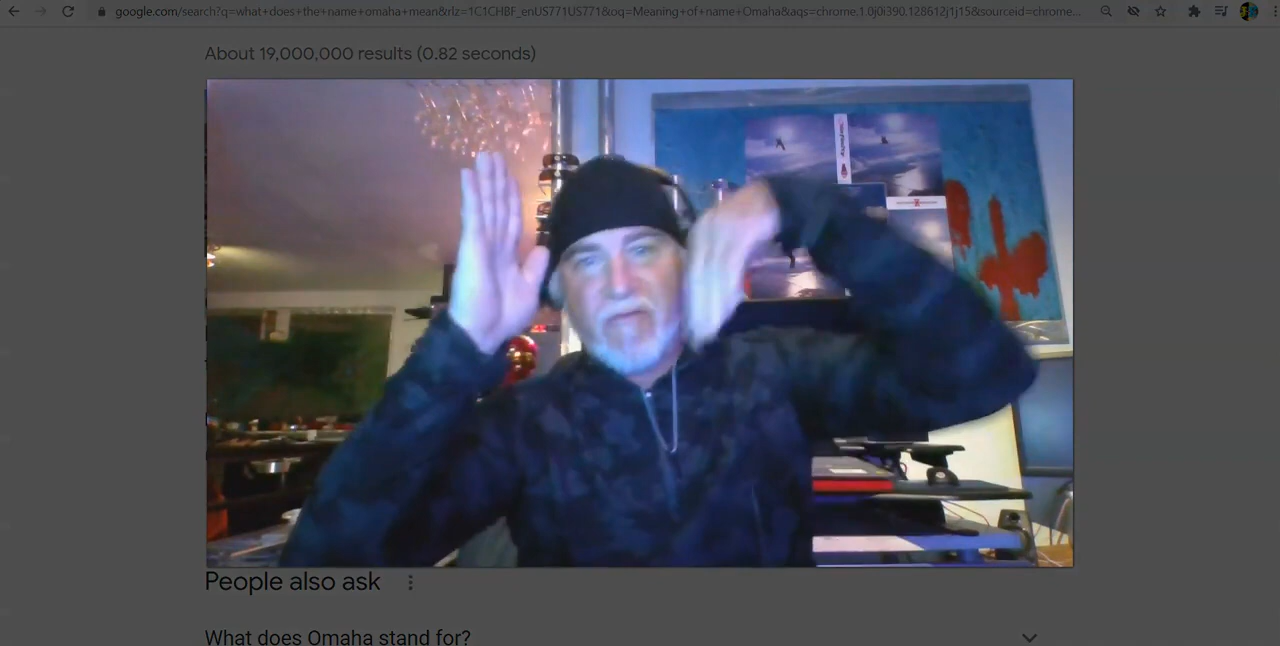 google.com/search?q=what+does+the+name+omaha+mean&rlz=1C1CHBF_enUS771US771&oq=Meaning+of+name+Omaha&aqs=chrome.1.0j0i390.128612j1j15&sourceid=chrome...
About 19,000,000 results (0.82 seconds)
People also ask
What does Omaha stand for?